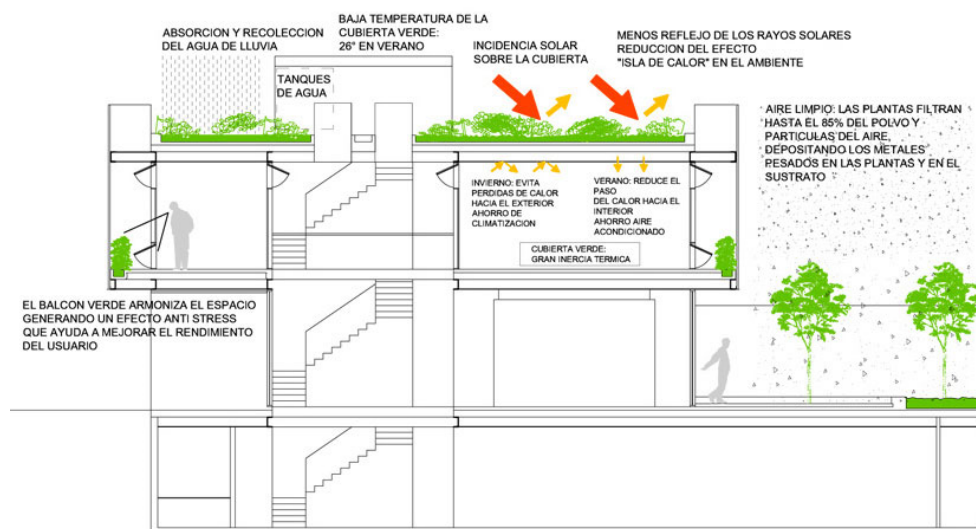 ABSORCION Y RECOLECCION
DEL AGUA DE LLUVIA
BAJA TEMPERATURA DE LA
CUBIERTA VERDE:
26° EN VERANO
TANQUES
DE AGUA
INCIDENCIA SOLAR
SOBRE LA CUBIERTA
MENOS REFLEJO DE LOS RAYOS SOLARES
REDUCCION DEL EFECTO
"ISLA DE CALOR" EN EL AMBIENTE
AIRE LIMPIO: LAS PLANTAS FILTRAN
HASTA EL 85% DEL POLVO Y
PARTICULAS DEL AIRE,
DEPOSITANDO LOS METALES
PESADOS EN LAS PLANTAS Y EN EL
SUSTRATO
INVIERNO: EVITA
PERDIDAS DE CALOR
HACIA EL EXTERIOR
AHORRO DE
CLIMATIZACION
VERANO: REDUCE EL
PASO
DEL CALOR HACIA EL
INTERIOR
AHORRO AIRE
ACONDICIONADO
CUBIERTA VERDE:
GRAN INERCIA TERMICA
EL BALCON VERDE ARMONIZA EL ESPACIO
GENERANDO UN EFECTO ANTI STRESS
QUE AYUDA A MEJORAR EL RENDIMIENTO
DEL USUARIO